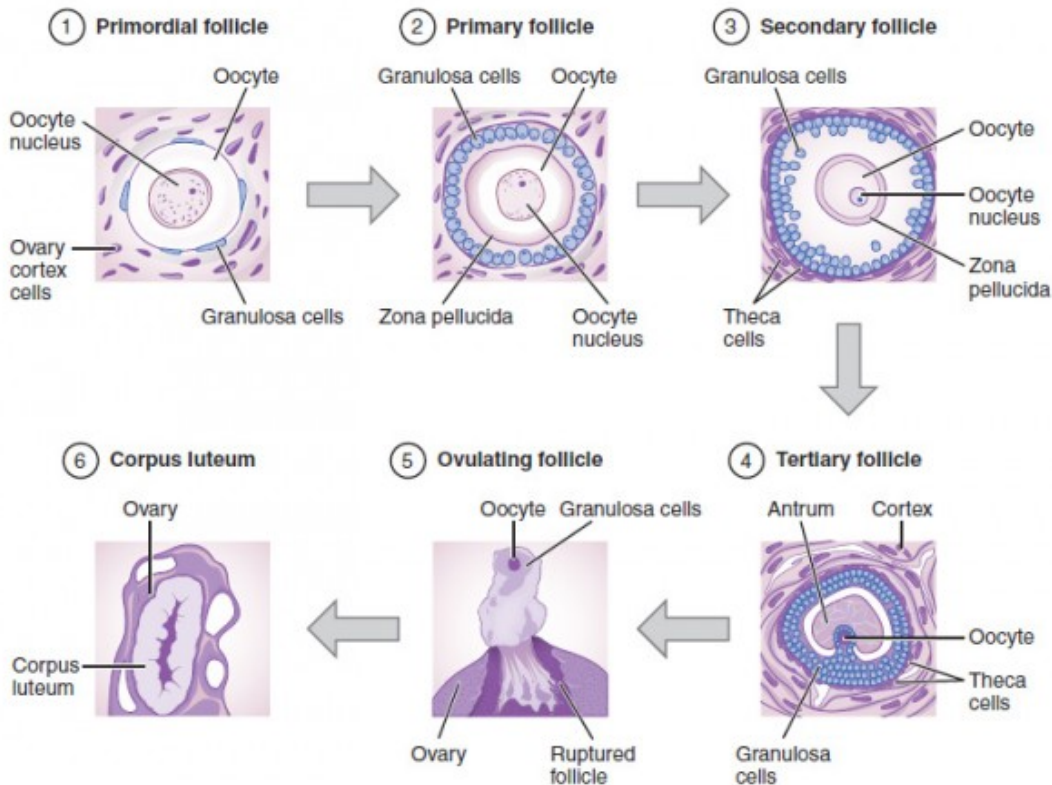 1 Primordial follicle
Oocyte
Oocyte
nucleus
Ovary
cortex
cells
Granulosa cells
2 Primary follicle
Granulosa cells
Oocyte
Zona pellucida
Oocyte
nucleus
3 Secondary follicle
Granulosa cells
Oocyte
Oocyte
nucleus
Zona
pellucida
Theca
cells
6 Corpus luteum
Ovary
Corpus
luteum
5 Ovulating follicle
Oocyte
Granulosa cells
Ovary
Ruptured
follicle
4 Tertiary follicle
Antrum
Cortex
Oocyte
Theca
cells
Granulosa
cells